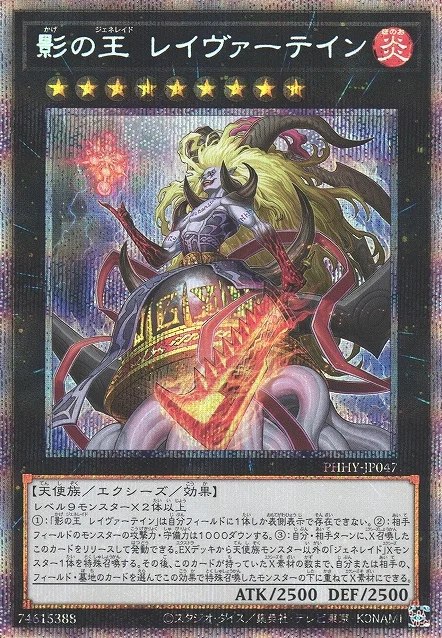 影の王 レイヴァーテイン
かげ ジェネレイド
炎
ほのお
PHHY-JP047
【天使族／エクシーズ／効果】
レベル9モンスター×2体以上
①:「影の王 レイヴァーテイン」は自分フィールドに1体しか表側表示で存在できない。②:相手
フィールドのモンスターの攻撃力・守備力は1000ダウンする。③:自分・相手ターンに、X召喚した
このカードをリリースして発動できる。EXデッキから天使族モンスター以外の「ジェネレイド」Xモン
スター1体を特殊召喚する。その後、このカードが持っていたX素材の数まで、自分または相手の、
フィールド・墓地のカードを選んでこの効果で特殊召喚したモンスターの下に重ねてX素材にできる。
ATK/2500 DEF/2500
74615388
©スタジオ・ダイス/集英社・テレビ東京・KONAMI